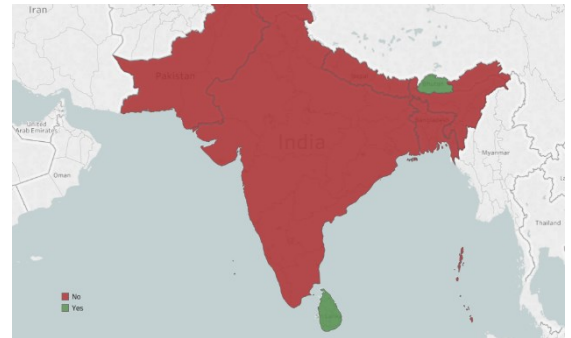 Iran
Pakistan
United
Arab Emirates
Oman
India
Myanmar
Thailand
No
Yes